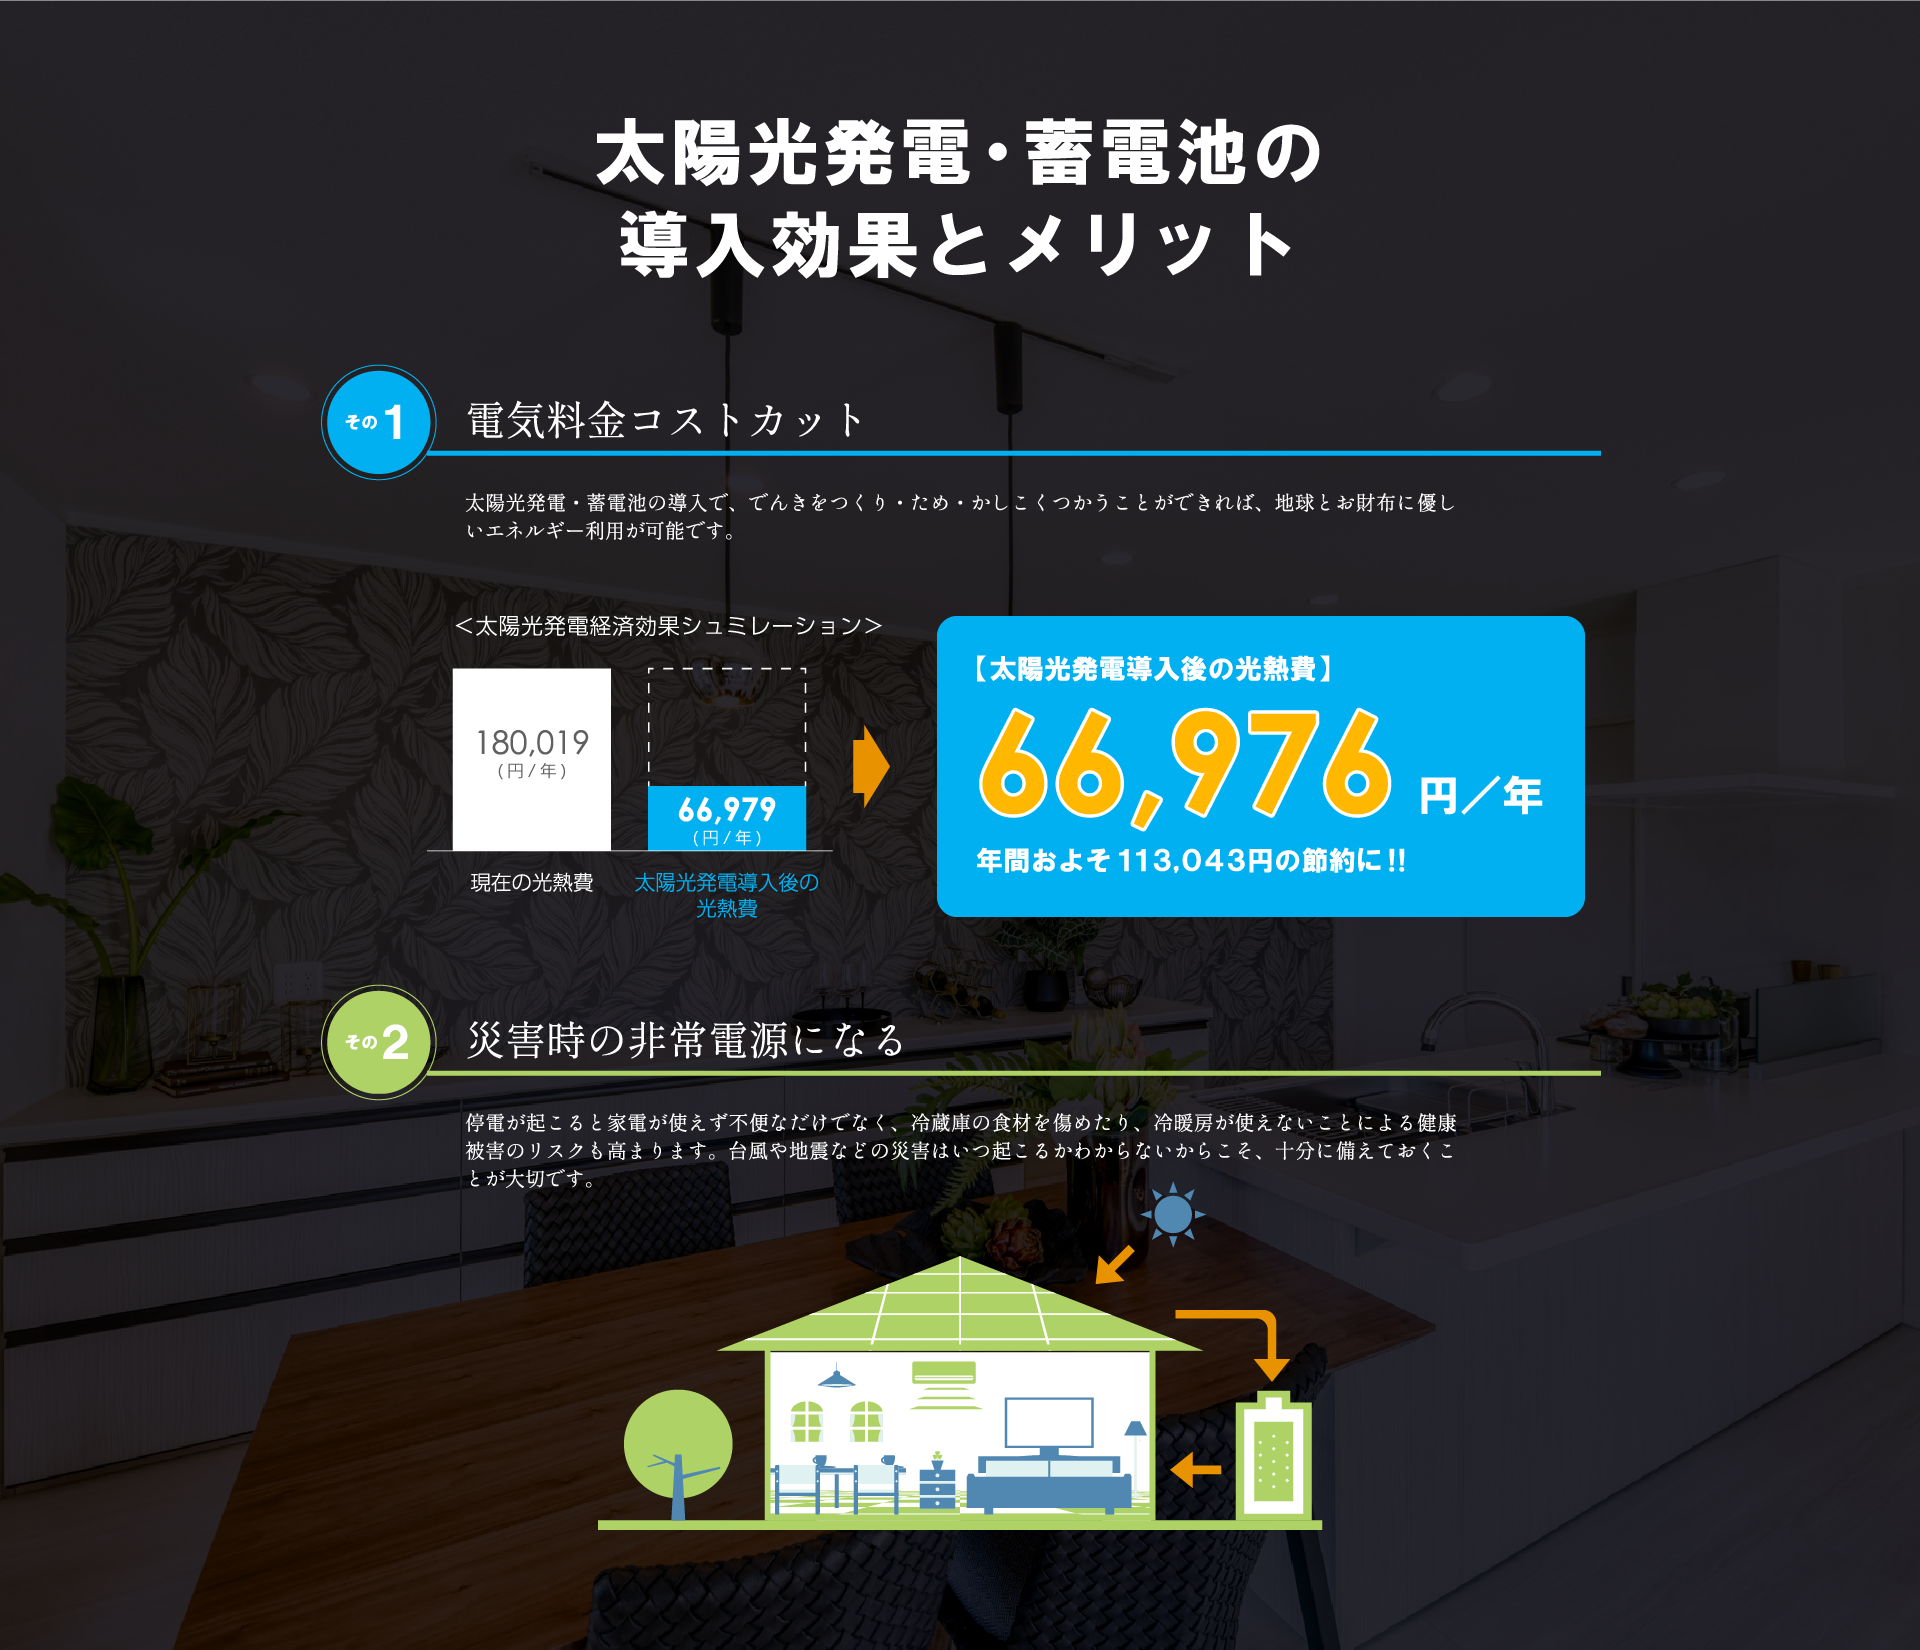 太陽光発電・蓄電池の
導入効果とメリット
その1
電気料金コストカット
太陽光発電・蓄電池の導入で、でんきをつくり・ため・かしこくつかうことができれば、地球とお財布に優し
いエネルギー利用が可能です。
＜太陽光発電経済効果シュミレーション＞
180,019
(円/年)
66,979
(円/年)
現在の光熱費
太陽光発電導入後の
光熱費
【太陽光発電導入後の光熱費】
66,976 円／年
年間およそ113,043円の節約に!!
その2
災害時の非常電源になる
停電が起こると家電が使えず不便なだけでなく、冷蔵庫の食材を傷めたり、冷暖房が使えないことによる健康
被害のリスクも高まります。台風や地震などの災害はいつ起こるかわからないからこそ、十分に備えておくこ
とが大切です。